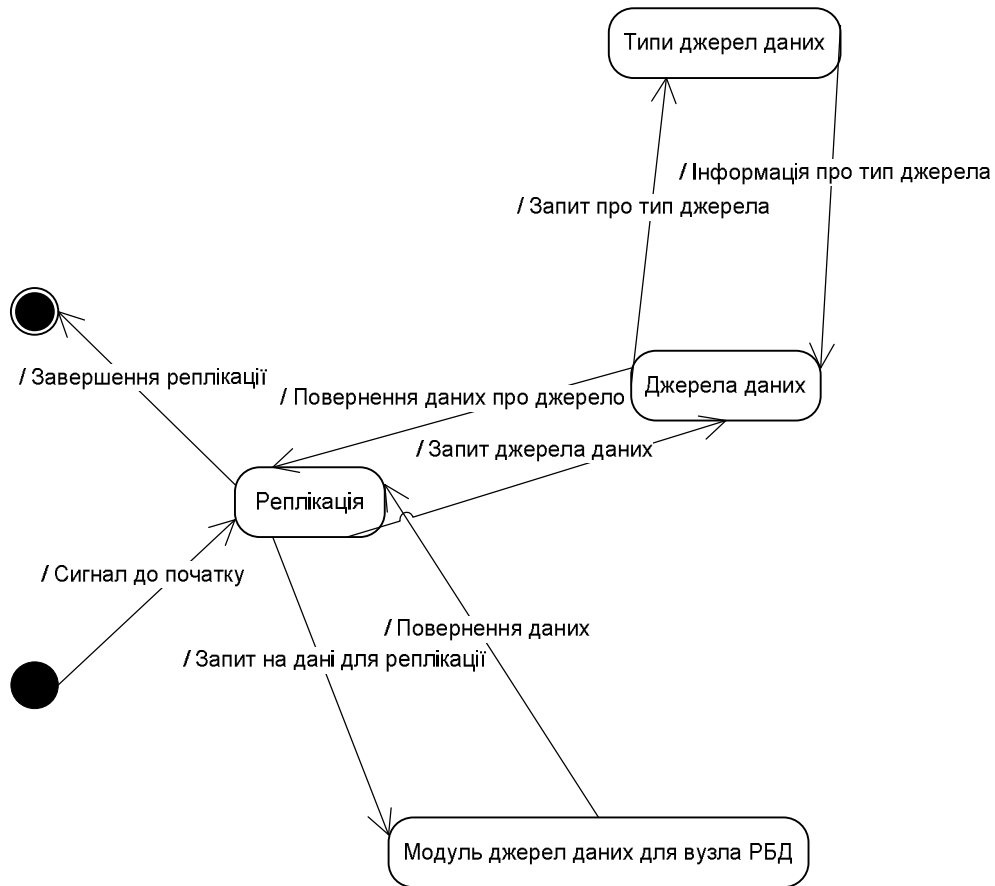 Типи джерел даних
/ Інформація про тип джерела
/ Запит про тип джерела
/ Завершення реплікації
/ Повернення даних про джерело
Джерела даних
/ Запит джерела даних
Реплікація
/ Сигнал до початку
/ Повернення даних
/ Запит на дані для реплікації
Модуль джерел даних для вузла РБД